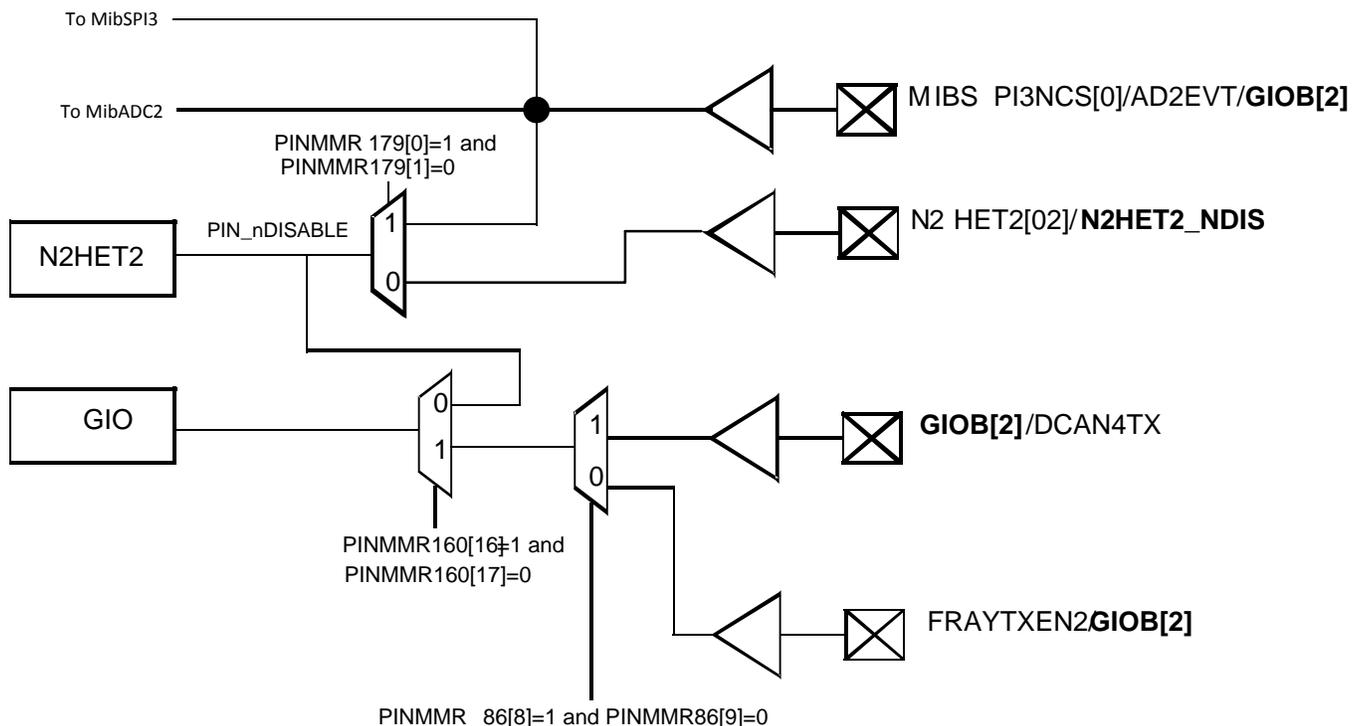 To MibSPI3
MIBS PI3NCS[0]/AD2EVT/GIOB[2]
To MibADC2
PINMMR 179[0]=1 and
PINMMR179[1]=0
1
N2 HET2[02]/N2HET2_NDIS
PIN_nDISABLE
N2HET2
0
0
GIO
1
1
GIOB[2]/DCAN4TX
0
PINMMR160[16]=1 and
PINMMR160[17]=0
FRAYTXEN2/GIOB[2]
PINMMR 86[8]=1 and PINMMR86[9]=0